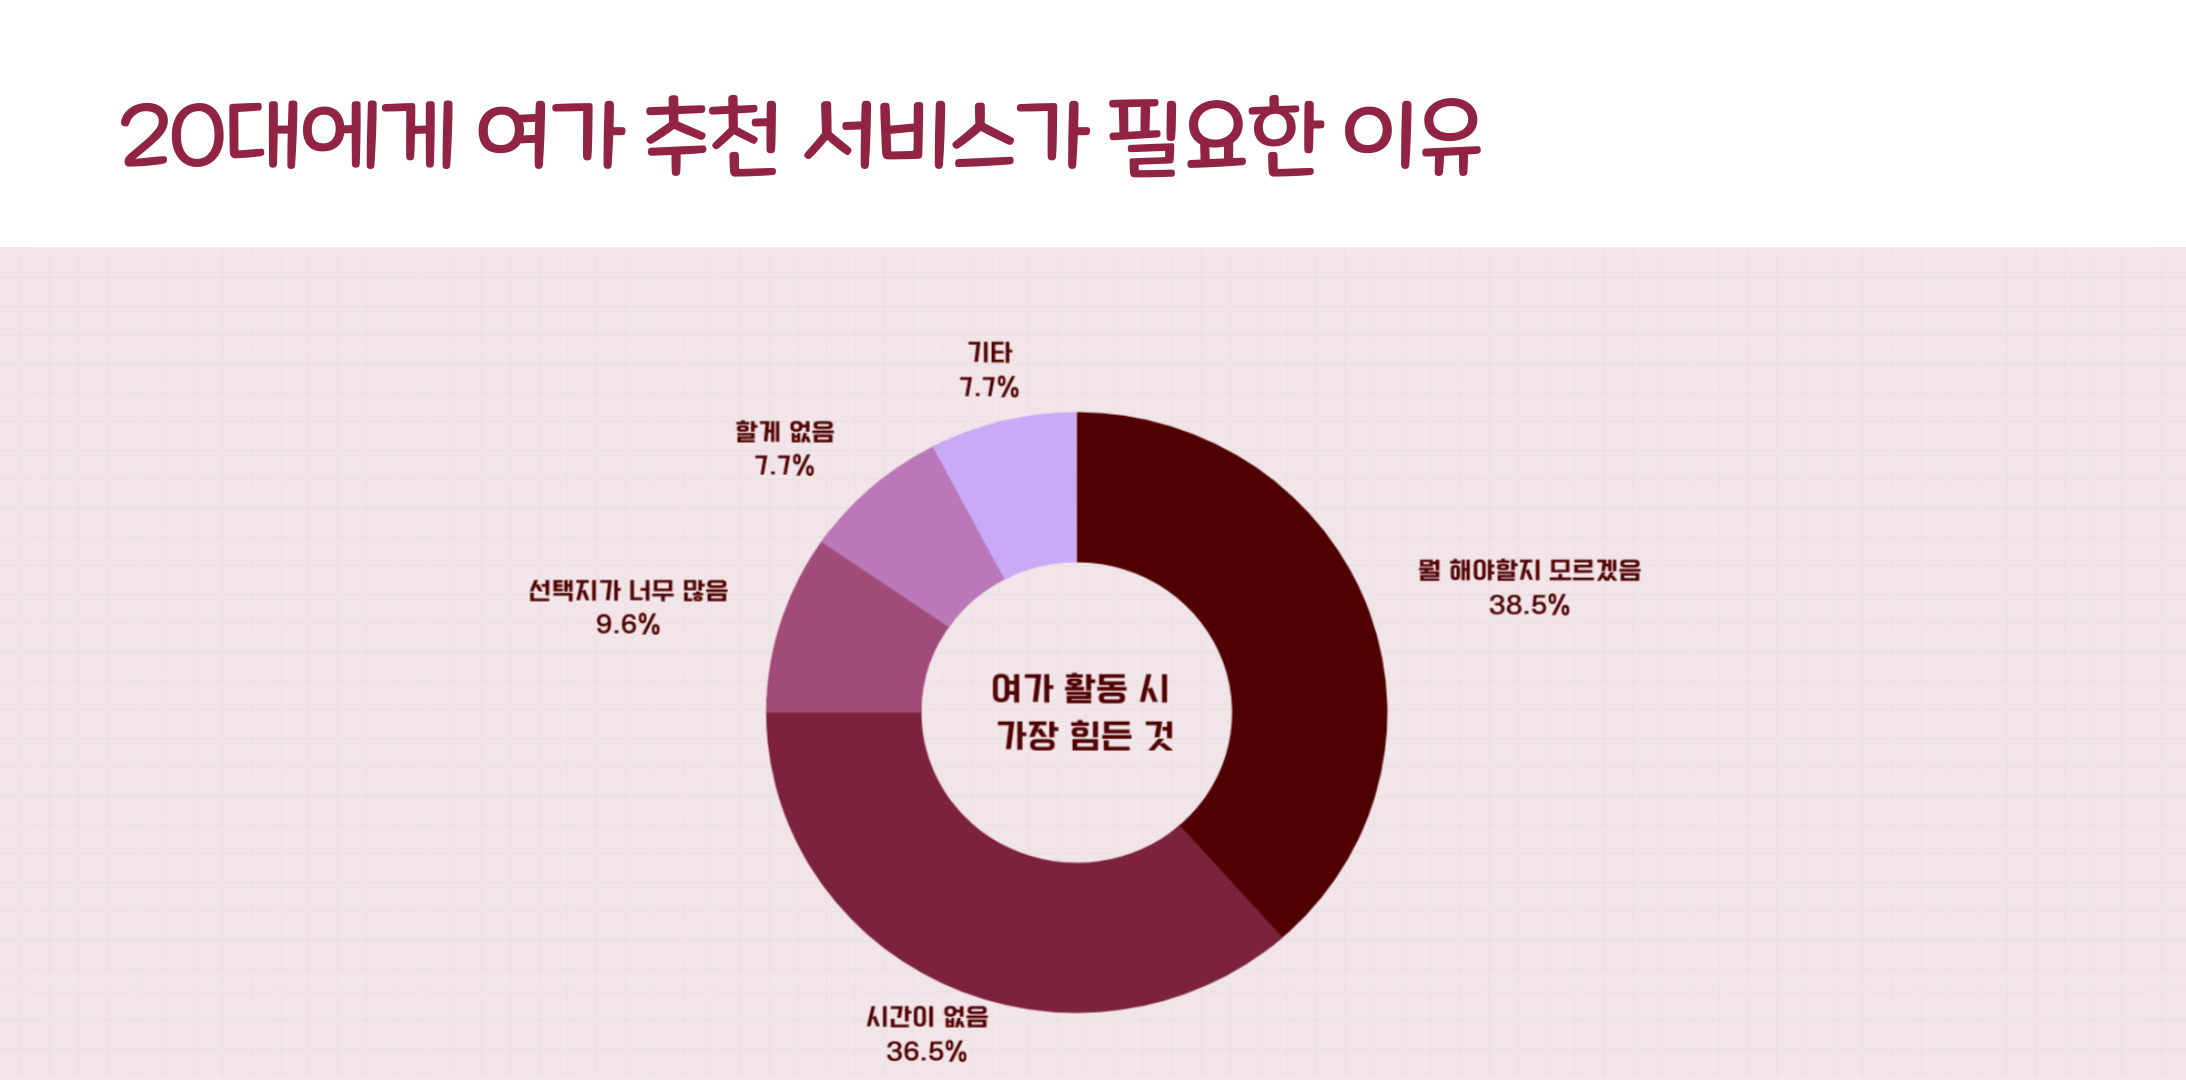 20대에게 여가 추천 서비스가 필요한 이유
기타
7.7%
할게 없음
7.7%
선택지가 너무 많음
9.6%
뭘 해야할지 모르겠음
38.5%
여가 활동 시
가장 힘든 것
시간이 없음
36.5%